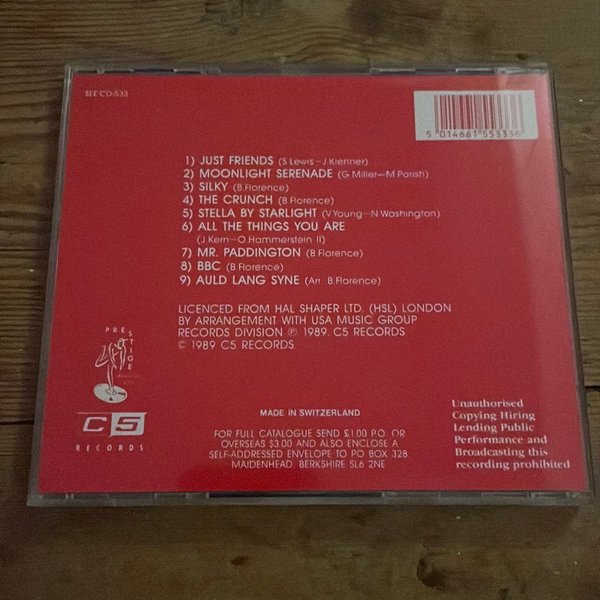 SEE CD 533
5 014661 553336
1) JUST FRIENDS (S Lewis–J.Klenner)
2) MOONLIGHT SERENADE (G Miller–M Parish)
3) SILKY (B.Florence)
4) THE CRUNCH (B Florence)
5) STELLA BY STARLIGHT (V Young–N Washington)
6) ALL THE THINGS YOU ARE
(J Kern–O Hammerstein II)
7) MR. PADDINGTON (B Florence)
8) BBC (B Florence)
9) AULD LANG SYNE (Arr. B.Florence)
LICENCED FROM HAL SHAPER LTD. (HSL) LONDON
BY ARRANGEMENT WITH USA MUSIC GROUP
RECORDS DIVISION ℗ 1989. C5 RECORDS
© 1989 C5 RECORDS
PRESTIGE
C5
RECORDS
MADE IN SWITZERLAND
FOR FULL CATALOGUE SEND £1.00 P.O. OR
OVERSEAS $3.00 AND ALSO ENCLOSE A
SELF-ADDRESSED ENVELOPE TO PO BOX 328
MAIDENHEAD, BERKSHIRE SL6 2NE
Unauthorised
Copying Hiring
Lending Public
Performance and
Broadcasting this
recording prohibited